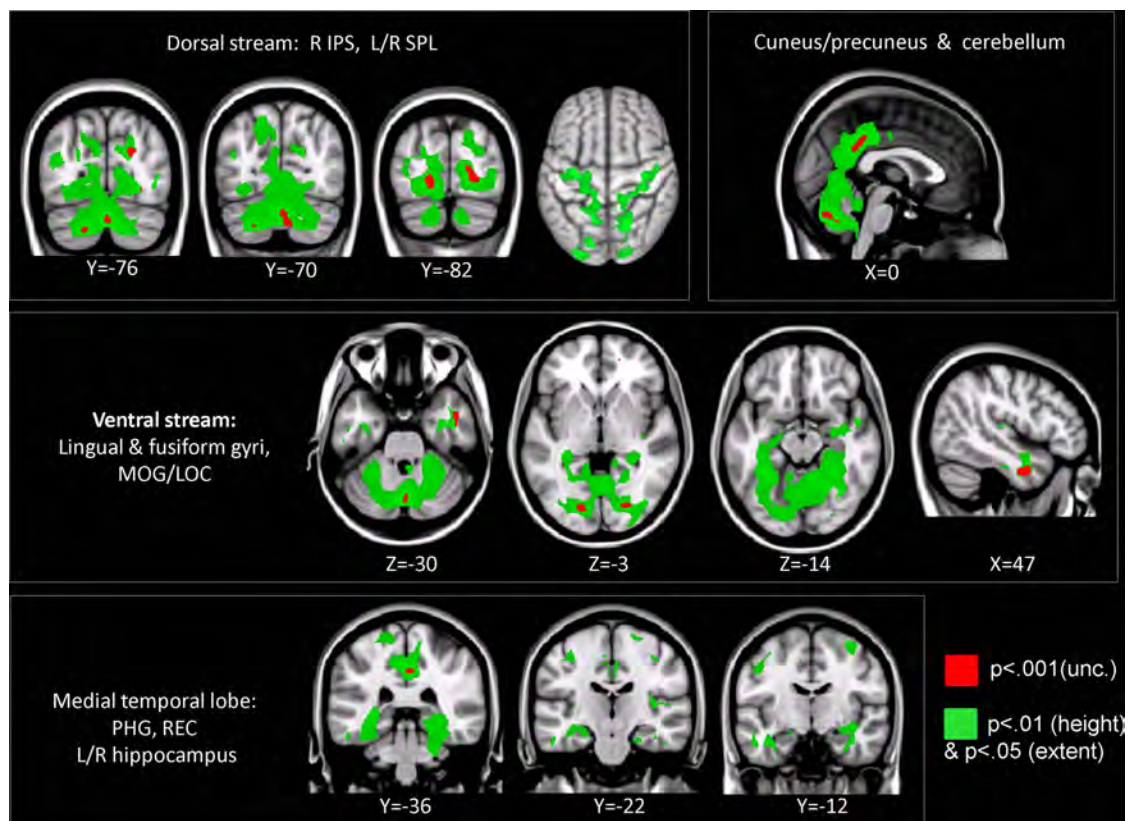 Dorsal stream: R IPS, L/R SPL
Y=-76
Y=-70
Y=-82
Cuneus/precuneus & cerebellum
X=0
Ventral stream:
Lingual & fusiform gyri,
MOG/LOC
Z=-30
Z=-3
Z=-14
X=47
Medial temporal lobe:
PHG, REC
L/R hippocampus
Y=-36
Y=-22
Y=-12
p<.001(unc.)
p<.01 (height)
& p<.05 (extent)